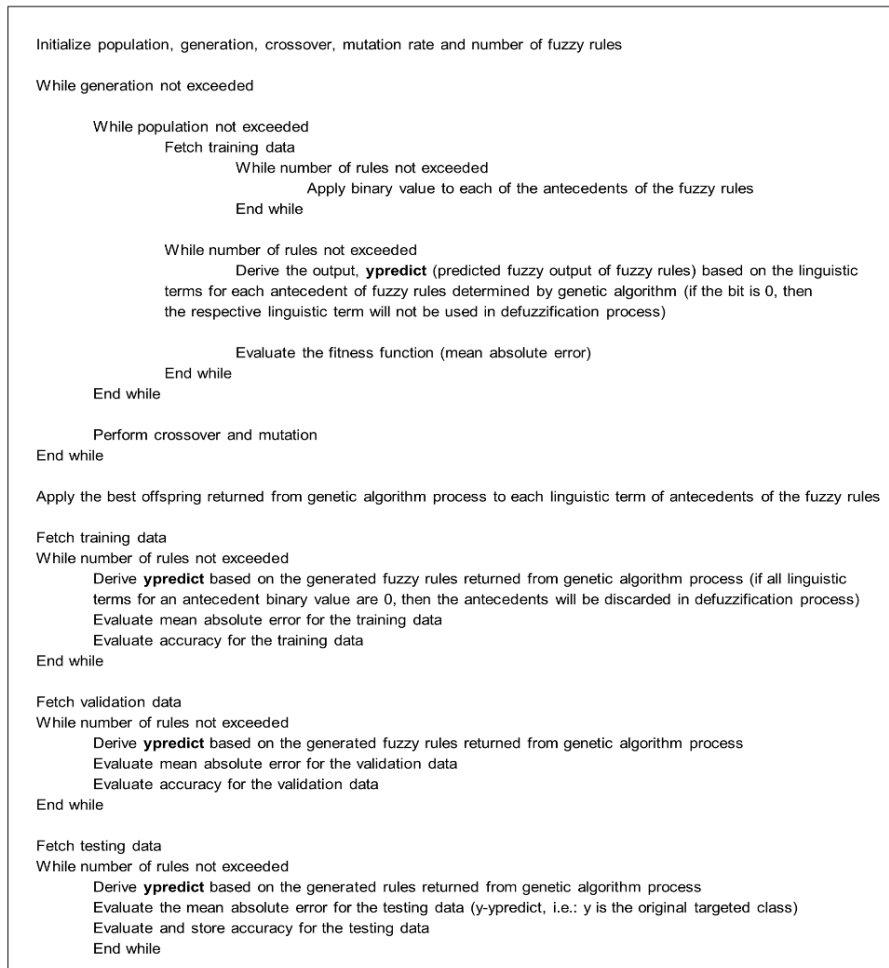 Initialize population, generation, crossover, mutation rate and number of fuzzy rules
While generation not exceeded
While population not exceeded
Fetch training data
While number of rules not exceeded
Apply binary value to each of the antecedents of the fuzzy rules
End while
While number of rules not exceeded
Derive the output, ypredict (predicted fuzzy output of fuzzy rules) based on the linguistic
terms for each antecedent of fuzzy rules determined by genetic algorithm (if the bit is 0, then
the respective linguistic term will not be used in defuzzification process)
Evaluate the fitness function (mean absolute error)
End while
End while
Perform crossover and mutation
End while
Apply the best offspring returned from genetic algorithm process to each linguistic term of antecedents of the fuzzy rules
Fetch training data
While number of rules not exceeded
Derive ypredict based on the generated fuzzy rules returned from genetic algorithm process (if all linguistic
terms for an antecedent binary value are 0, then the antecedents will be discarded in defuzzification process)
Evaluate mean absolute error for the training data
Evaluate accuracy for the training data
End while
Fetch validation data
While number of rules not exceeded
Derive ypredict based on the generated fuzzy rules returned from genetic algorithm process
Evaluate mean absolute error for the validation data
Evaluate accuracy for the validation data
End while
Fetch testing data
While number of rules not exceeded
Derive ypredict based on the generated rules returned from genetic algorithm process
Evaluate the mean absolute error for the testing data (y-ypredict, i.e.: y is the original targeted class)
Evaluate and store accuracy for the testing data
End while